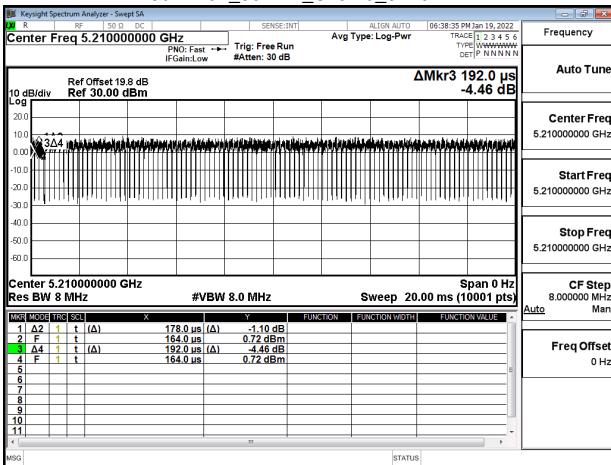 Keysight Spectrum Analyzer - Swept SA
R RF 50 Ω DC SENSE:INT ALIGN AUTO 06:38:35 PM Jan 19, 2022
Center Freq 5.210000000 GHz
PNO: Fast
IFGain:Low
Trig: Free Run
#Atten: 30 dB
Avg Type: Log-Pwr
TRACE 1 2 3 4 5 6
TYPE WWWWWW
DET P NNNNN
Frequency
Auto Tune
Center Freq
5.210000000 GHz
Start Freq
5.210000000 GHz
Stop Freq
5.210000000 GHz
CF Step
8.000000 MHz
Auto Man
Freq Offset
0 Hz
ΔMkr3 192.0 µs
-4.46 dB
Ref Offset 19.8 dB
10 dB/div Ref 30.00 dBm
Log
20.0
10.0
0.00
-10.0
-20.0
-30.0
-40.0
-50.0
-60.0
3Δ4
Center 5.210000000 GHz Span 0 Hz
Res BW 8 MHz #VBW 8.0 MHz Sweep 20.00 ms (10001 pts)
MKR MODE TRC SCL X Y FUNCTION FUNCTION WIDTH FUNCTION VALUE
1 Δ2 1 t (Δ) 178.0 µs (Δ) -1.10 dB
2 F 1 t 164.0 µs 0.72 dBm
3 Δ4 1 t (Δ) 192.0 µs (Δ) -4.46 dB
4 F 1 t 164.0 µs 0.72 dBm
5
6
7
8
9
10
11
MSG STATUS